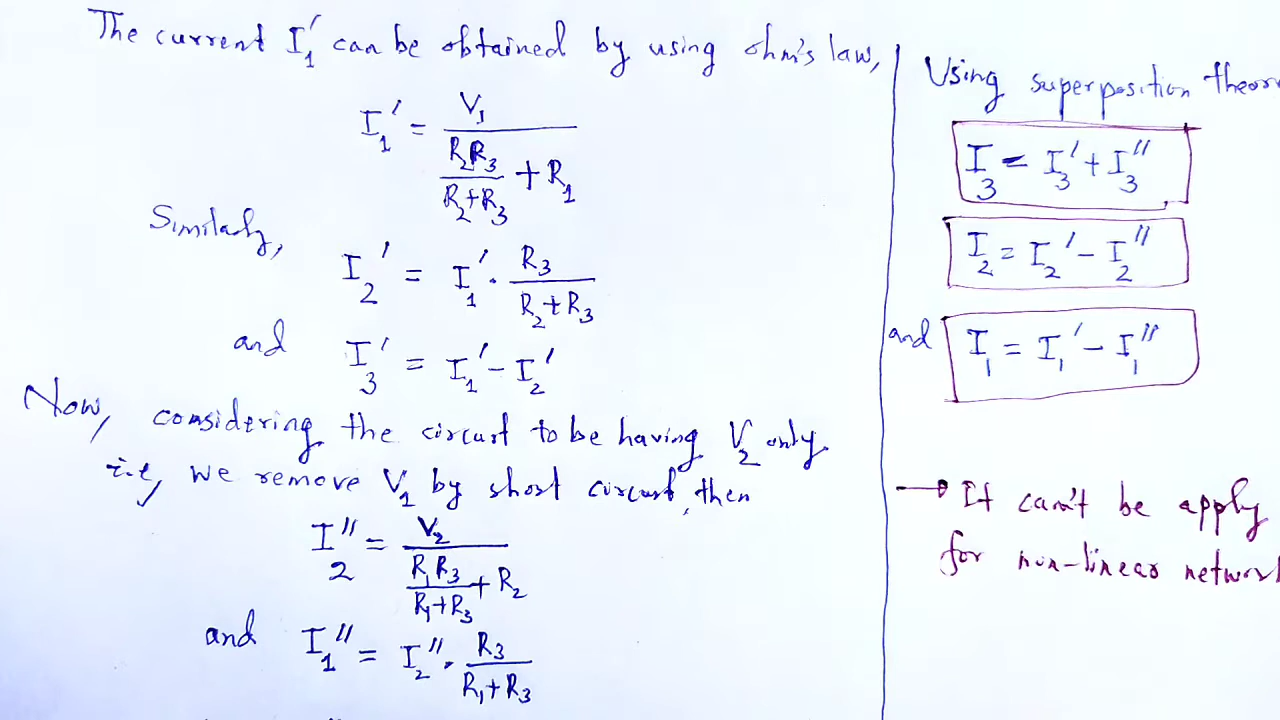 The current I₁' can be obtained by using ohm's law,
I₁' = V₁ / (R₂R₃ / (R₂+R₃) + R₁)
Similarly,
I₂' = I₁' · R₃ / (R₂+R₃)
and I₃' = I₁' - I₂'
Now, considering the circuit to be having V₂ only.
i.e, we remove V₁ by short circuit, then
I₂'' = V₂ / (R₁R₃ / (R₁+R₃) + R₂)
and I₁'' = I₂'' · R₃ / (R₁+R₃)
Using superposition theor
I₃ = I₃' + I₃''
I₂ = I₂' - I₂''
and I₁ = I₁' - I₁''
→ It can't be apply
for non-linear network